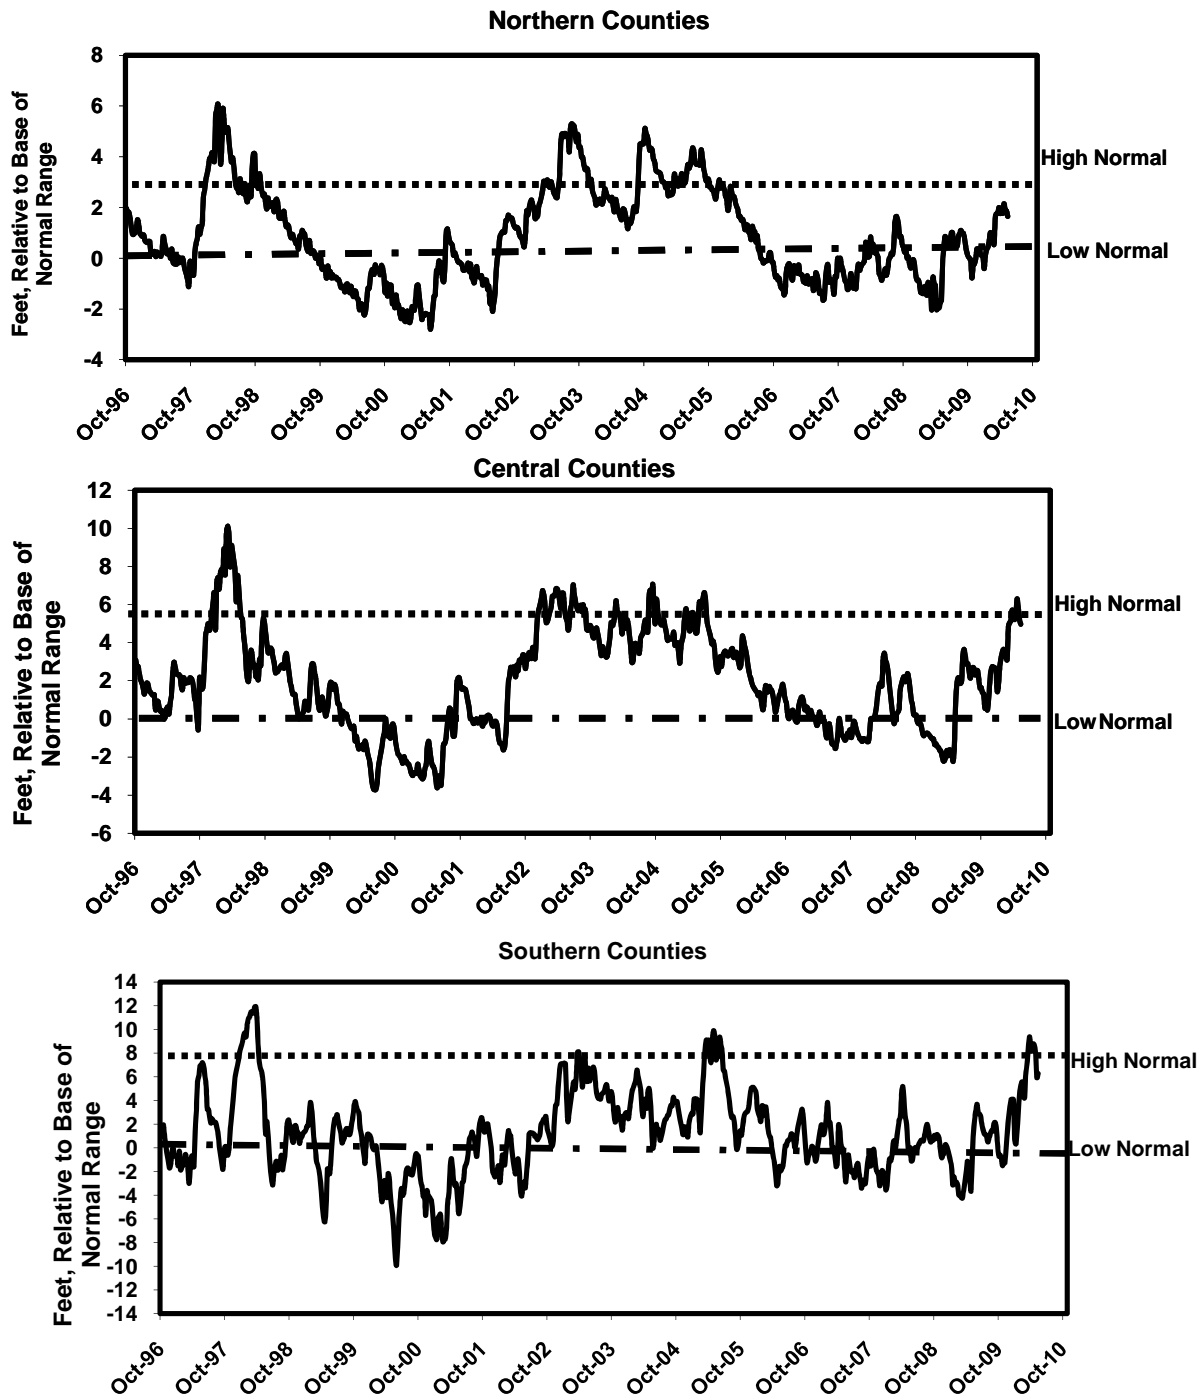 Northern Counties
8
6
4
2
0
-2
-4
Feet, Relative to Base of
Normal Range
High Normal
Low Normal
Oct-96
Oct-97
Oct-98
Oct-99
Oct-00
Oct-01
Oct-02
Oct-03
Oct-04
Oct-05
Oct-06
Oct-07
Oct-08
Oct-09
Oct-10
Central Counties
12
10
8
6
4
2
0
-2
-4
-6
Feet, Relative to Base of
Normal Range
High Normal
Low Normal
Oct-96
Oct-97
Oct-98
Oct-99
Oct-00
Oct-01
Oct-02
Oct-03
Oct-04
Oct-05
Oct-06
Oct-07
Oct-08
Oct-09
Oct-10
Southern Counties
14
12
10
8
6
4
2
0
-2
-4
-6
-8
-10
-12
-14
Feet, Relative to Base of
Normal Range
High Normal
Low Normal
Oct-96
Oct-97
Oct-98
Oct-99
Oct-00
Oct-01
Oct-02
Oct-03
Oct-04
Oct-05
Oct-06
Oct-07
Oct-08
Oct-09
Oct-10